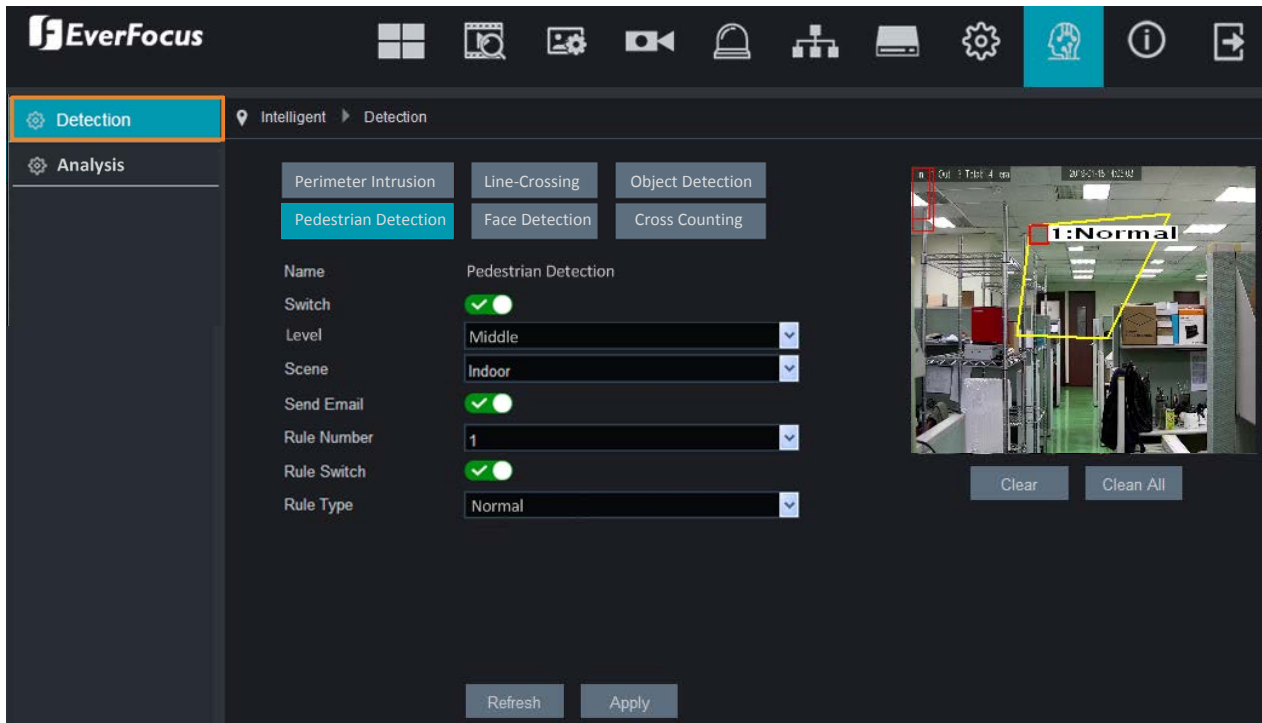 EverFocus
Detection
Analysis
Intelligent Detection
Perimeter Intrusion Line-Crossing Object Detection
Pedestrian Detection Face Detection Cross Counting
Name Pedestrian Detection
Switch
Level Middle
Scene Indoor
Send Email
Rule Number 1
Rule Switch
Rule Type Normal
1:Normal
Clear Clean All
Refresh Apply